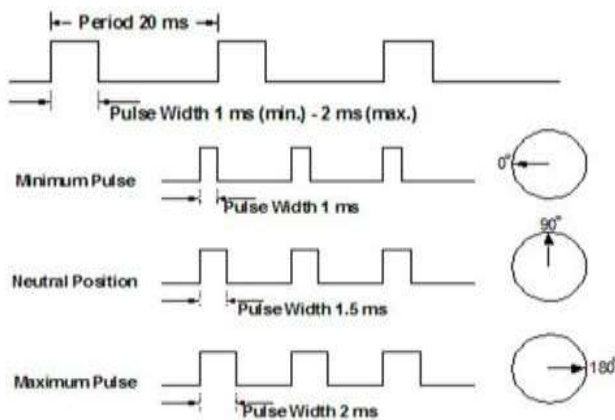 Period 20 ms
Pulse Width 1 ms (min.) - 2 ms (max.)
Minimum Pulse
Pulse Width 1 ms
0°
Neutral Position
Pulse Width 1.5 ms
90°
Maximum Pulse
Pulse Width 2 ms
180°